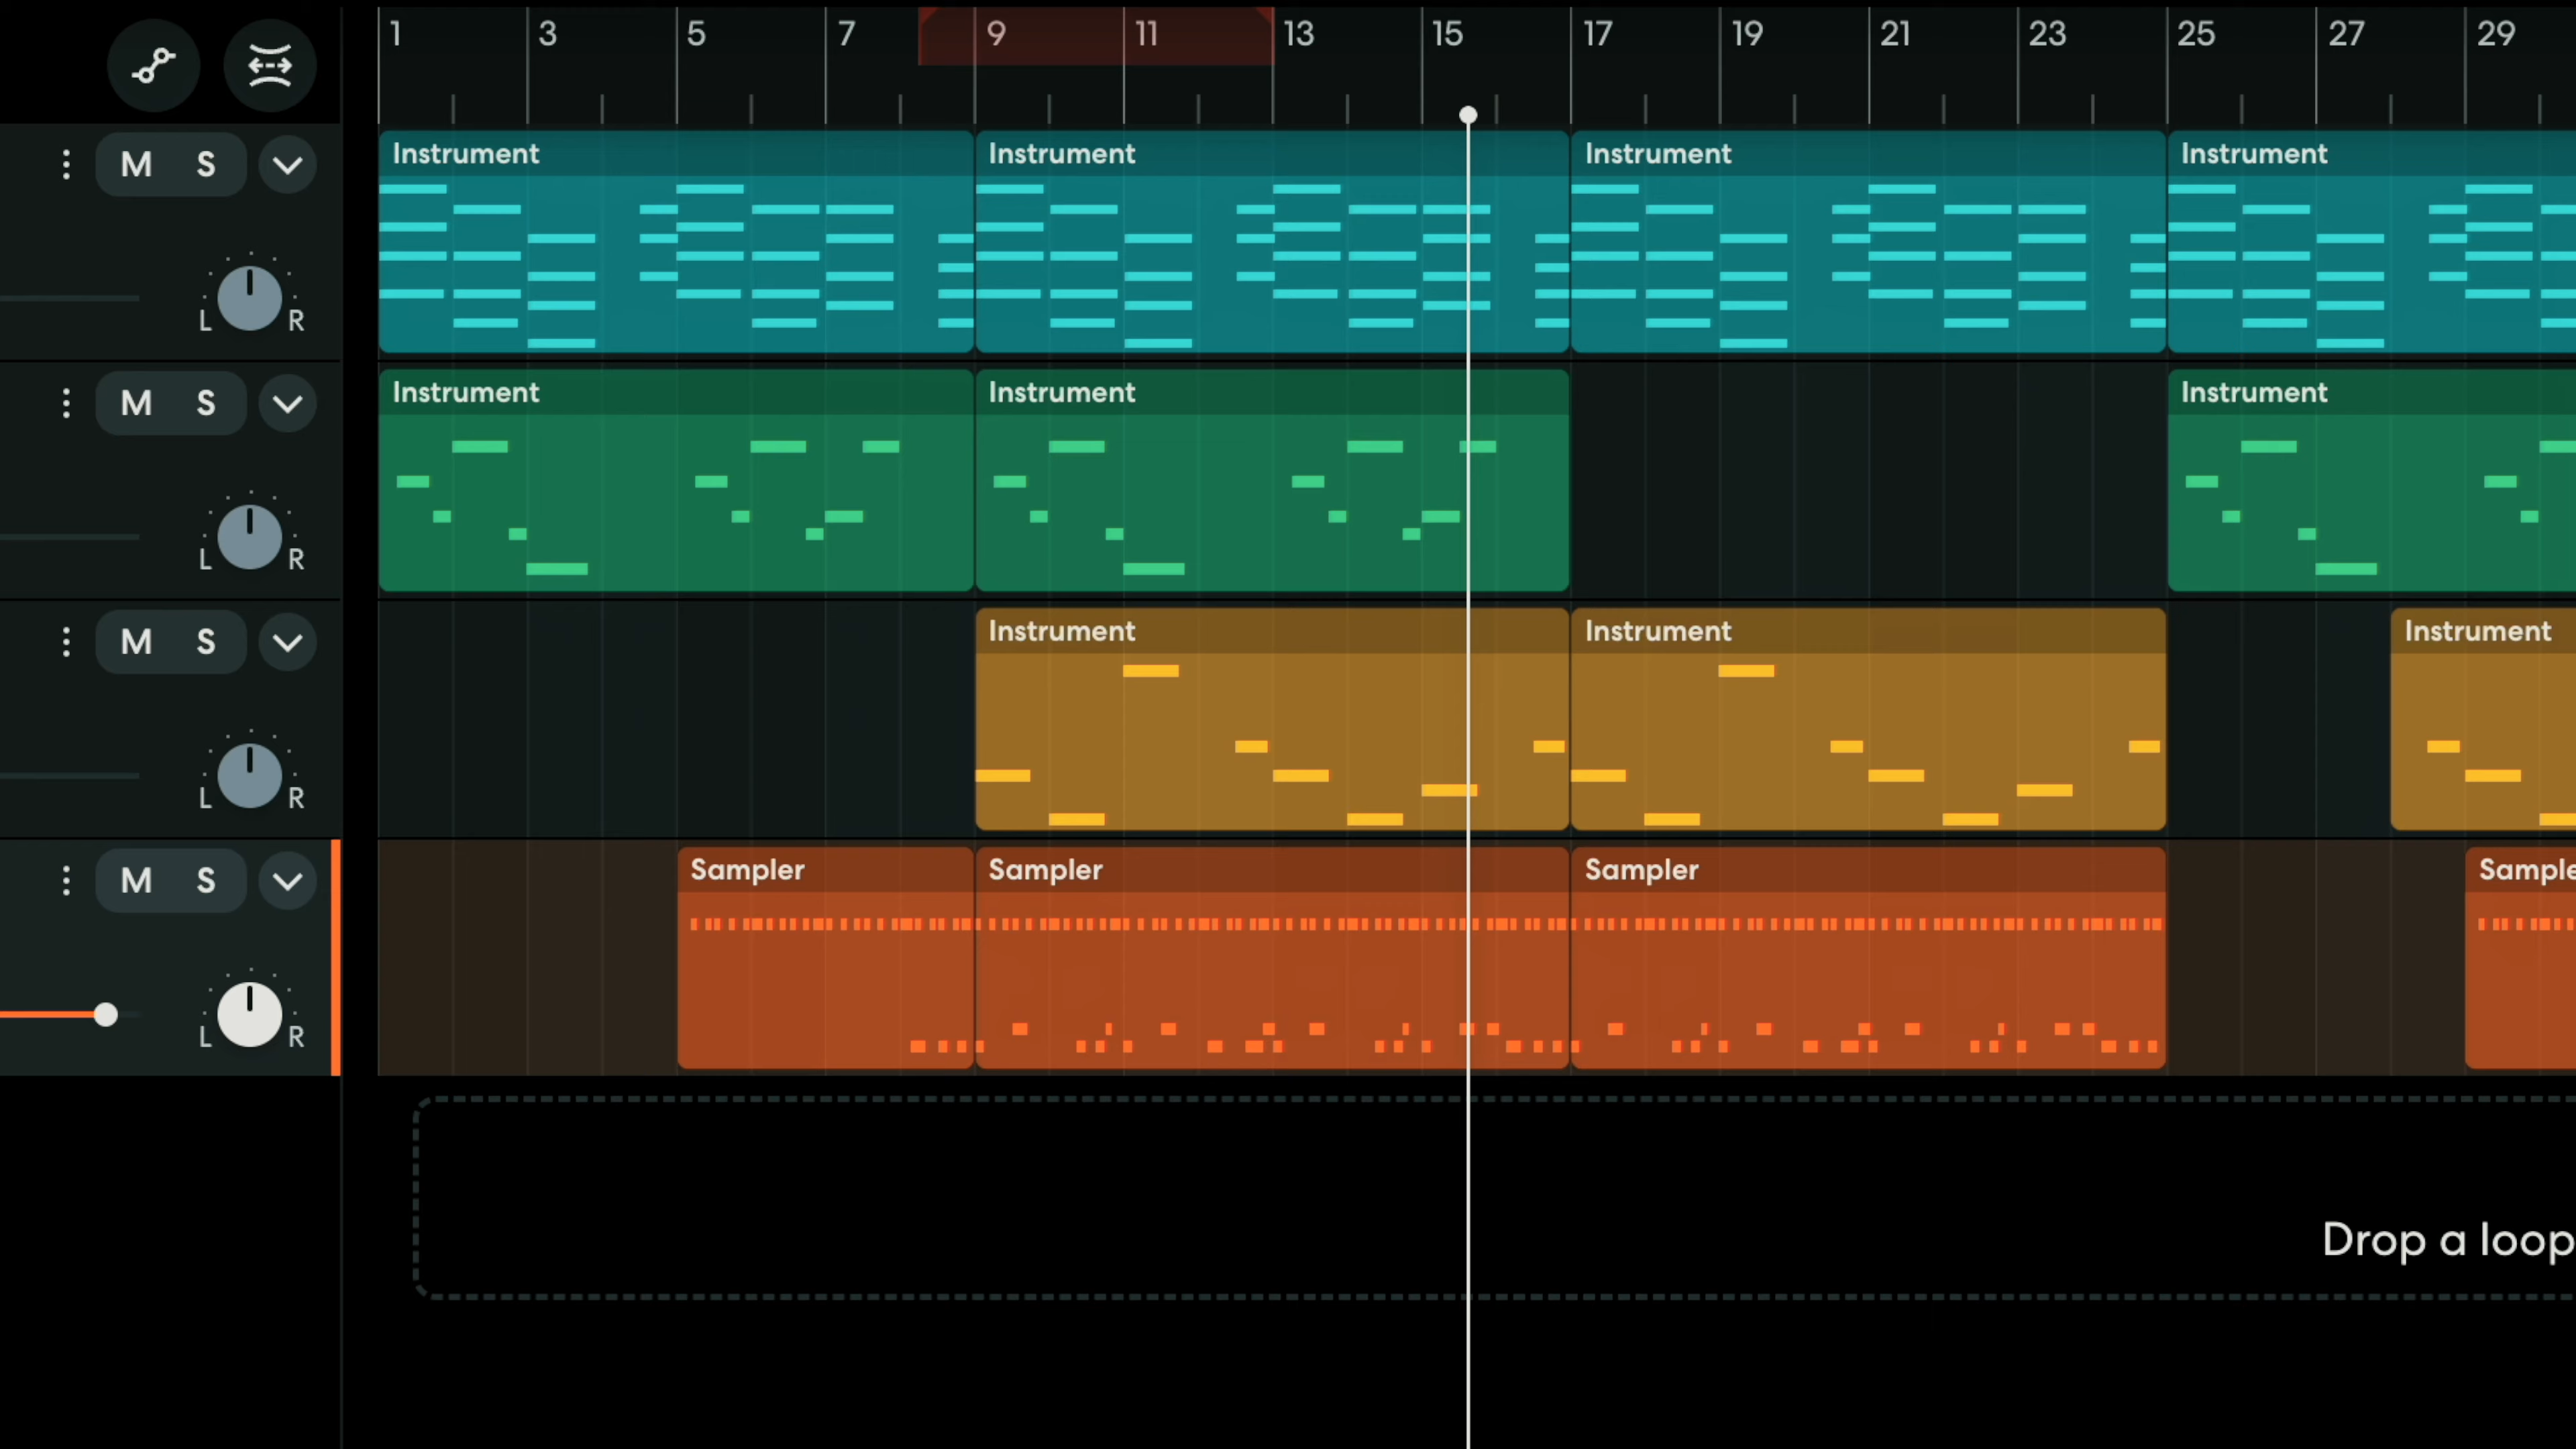 1 3 5 7 9 11 13 15 17 19 21 23 25 27 29
M S Instrument Instrument Instrument Instrument
L R
M S Instrument Instrument Instrument
L R
M S Instrument Instrument Instrument
L R
M S Sampler Sampler Sampler Sample
L R
Drop a loop